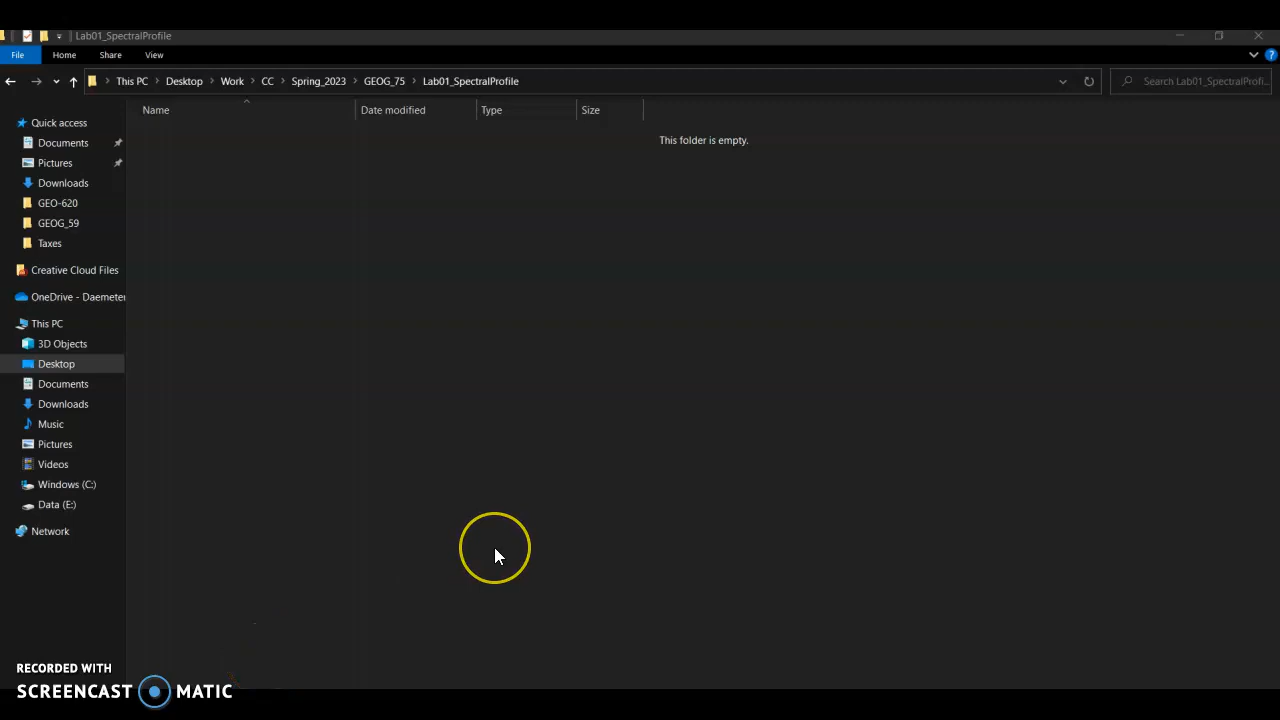 Lab01_SpectralProfile
File Home Share View
This PC Desktop Work CC Spring_2023 GEOG_75 Lab01_SpectralProfile Search Lab01_SpectralProfi...
Name Date modified Type Size
This folder is empty.
Quick access
Documents
Pictures
Downloads
GEO-620
GEOG_59
Taxes
Creative Cloud Files
OneDrive - Daemeter
This PC
3D Objects
Desktop
Documents
Downloads
Music
Pictures
Videos
Windows (C:)
Data (E:)
Network
RECORDED WITH
SCREENCAST MATIC